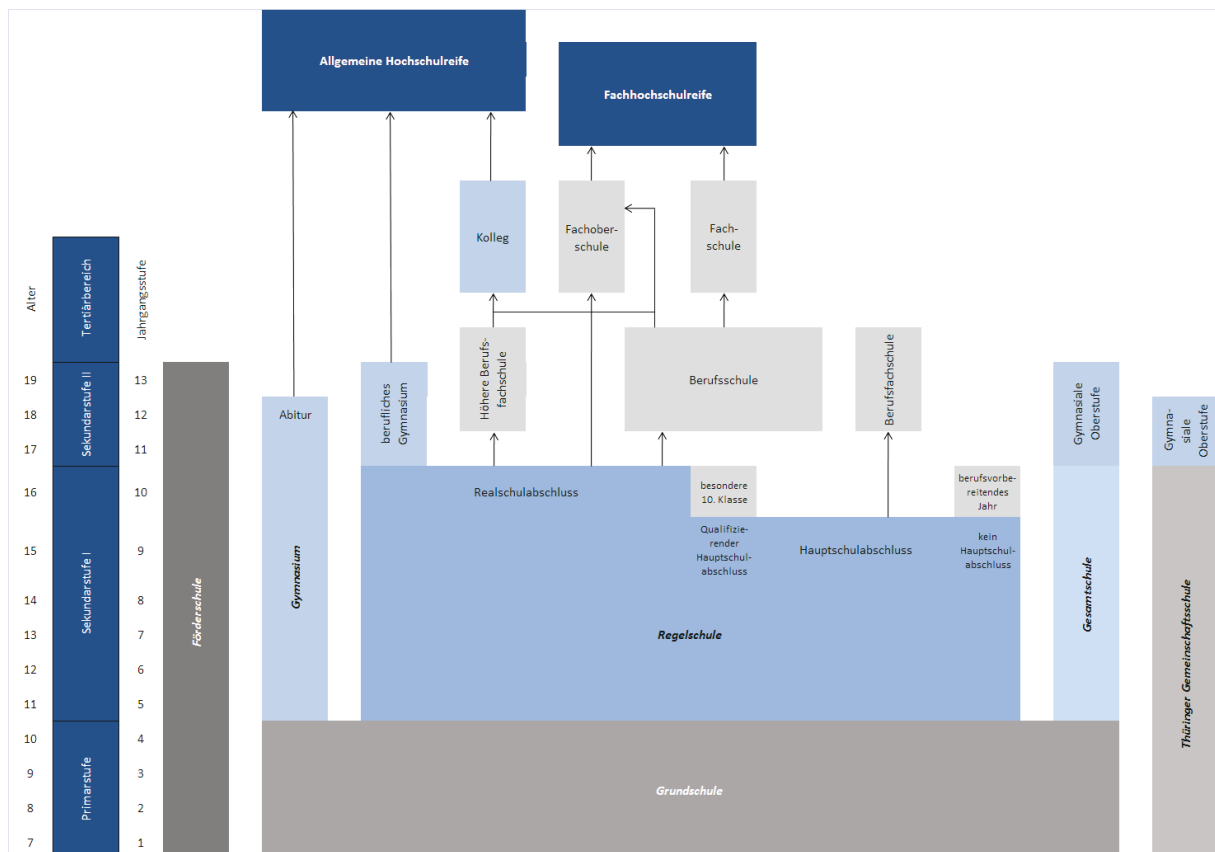 Allgemeine Hochschulreife
Fachhochschulreife
Kolleg
Fachober-
schule
Fach-
schule
Alter
Tertiärbereich
Jahrgangsstufe
Höhere Berufs-
fachschule
Berufsschule
Berufsfachschule
19
Sekundarstufe II
13
18
12
17
11
Abitur
berufliches
Gymnasium
Gymnasiale
Oberstufe
Gymna-
siale
Oberstufe
16
Sekundarstufe I
10
15
9
14
8
13
7
12
6
11
5
Realschulabschluss
besondere
10. Klasse
berufsvorbe-
reitendes
Jahr
Qualifizie-
render
Hauptschul-
abschluss
Hauptschulabschluss
kein
Hauptschul-
abschluss
Förderschule
Gymnasium
Regelschule
Gesamtschule
Thüringer Gemeinschaftsschule
10
Primarstufe
4
9
3
8
2
7
1
Grundschule